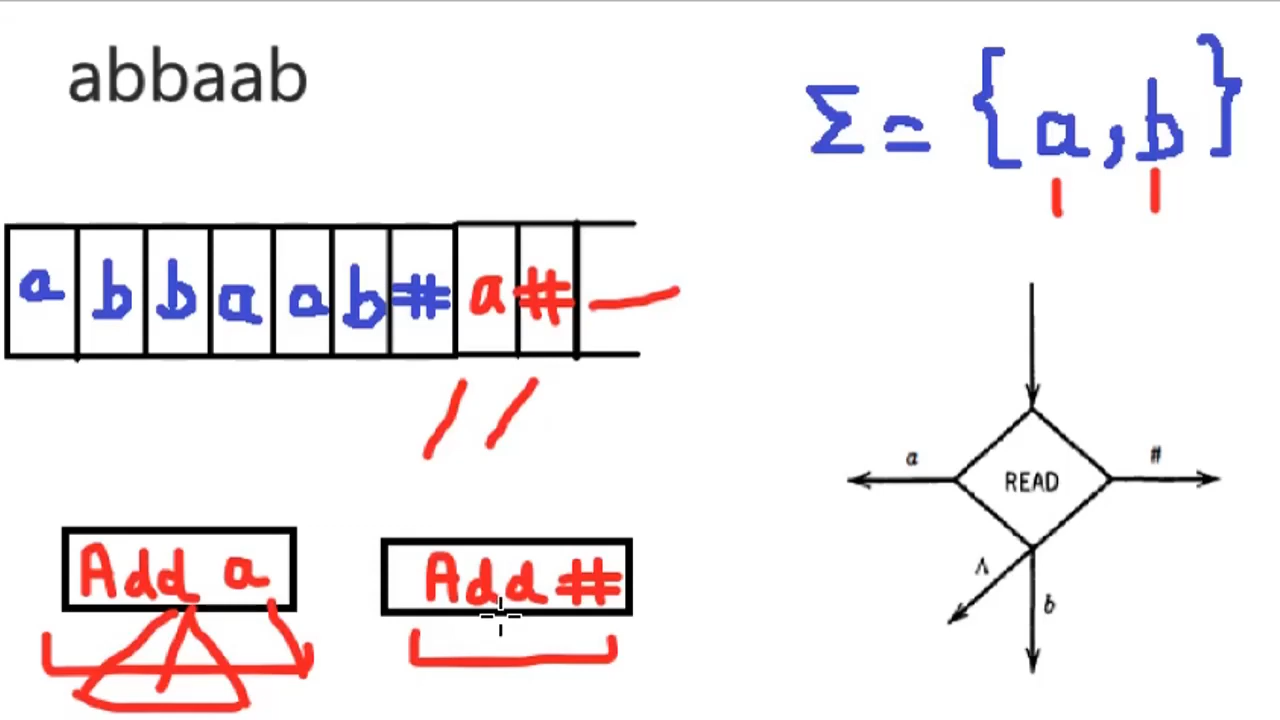 abbaab
Σ = {a, b}
a b b a a b # a #
a
READ
#
Λ
b
Add a
Add #